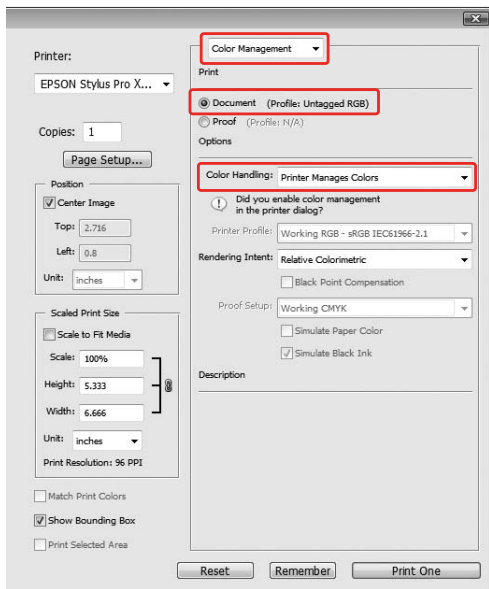 Printer:
EPSON Stylus Pro X...
Copies: 1
Page Setup...
Position
Center Image
Top: 2.716
Left: 0.8
Unit: inches
Scaled Print Size
Scale to Fit Media
Scale: 100%
Height: 5.333
Width: 6.666
Unit: inches
Print Resolution: 96 PPI
Match Print Colors
Show Bounding Box
Print Selected Area
Color Management
Print
Document (Profile: Untagged RGB)
Proof (Profile: N/A)
Options
Color Handling: Printer Manages Colors
Did you enable color management
in the printer dialog?
Printer Profile: Working RGB - sRGB IEC61966-2.1
Rendering Intent: Relative Colorimetric
Black Point Compensation
Proof Setup: Working CMYK
Simulate Paper Color
Simulate Black Ink
Description
Reset Remember Print One